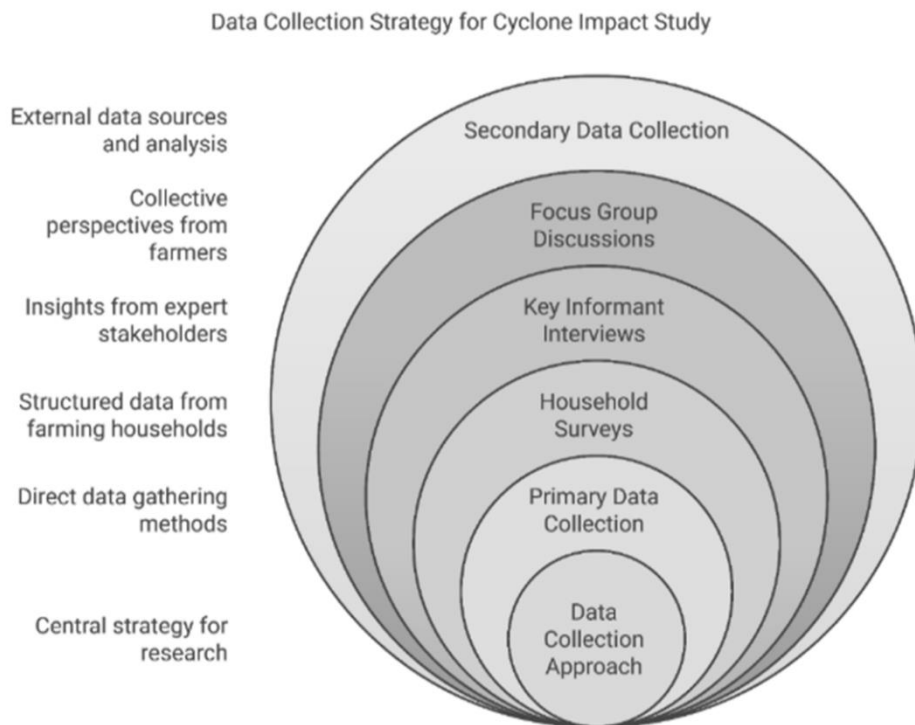 Data Collection Strategy for Cyclone Impact Study
External data sources
and analysis
Secondary Data Collection
Collective
perspectives from
farmers
Focus Group
Discussions
Insights from expert
stakeholders
Key Informant
Interviews
Structured data from
farming households
Household
Surveys
Direct data gathering
methods
Primary Data
Collection
Central strategy for
research
Data
Collection
Approach